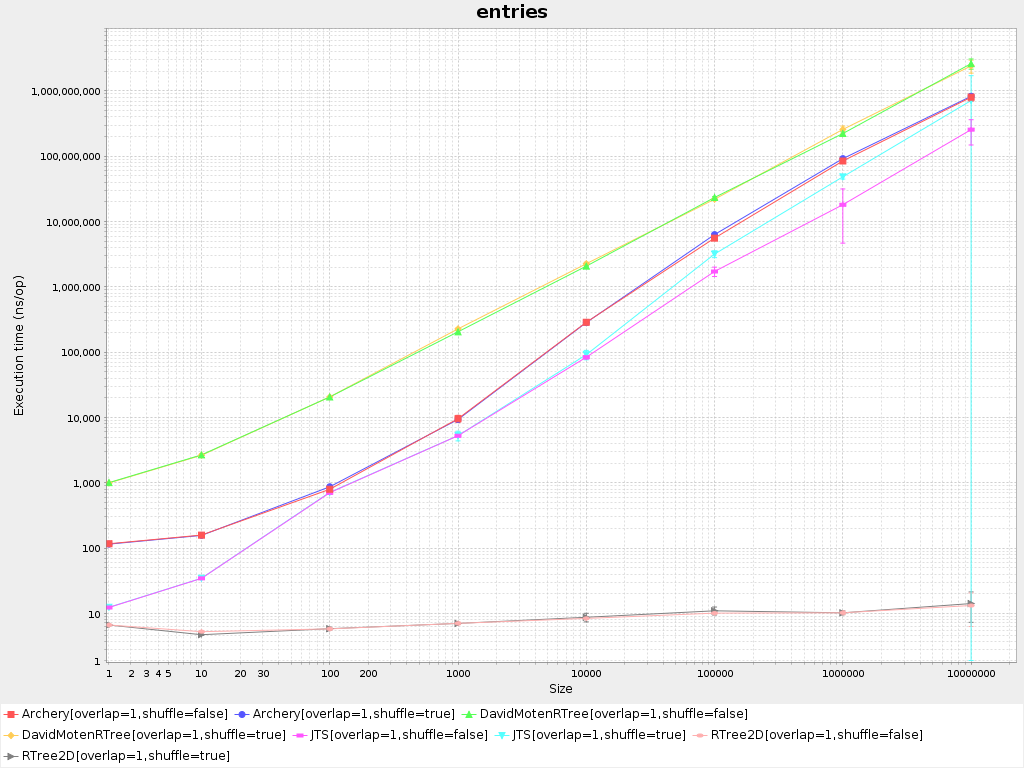 entries
Execution time (ns/op)
1,000,000,000
100,000,000
10,000,000
1,000,000
100,000
10,000
1,000
100
10
1
1 2 3 4 5 10 20 30 100 200 1000 10000 100000 1000000 10000000
Size
Archery[overlap=1,shuffle=false] Archery[overlap=1,shuffle=true] DavidMotenRTree[overlap=1,shuffle=false]
DavidMotenRTree[overlap=1,shuffle=true] JTS[overlap=1,shuffle=false] JTS[overlap=1,shuffle=true] RTree2D[overlap=1,shuffle=false]
RTree2D[overlap=1,shuffle=true]